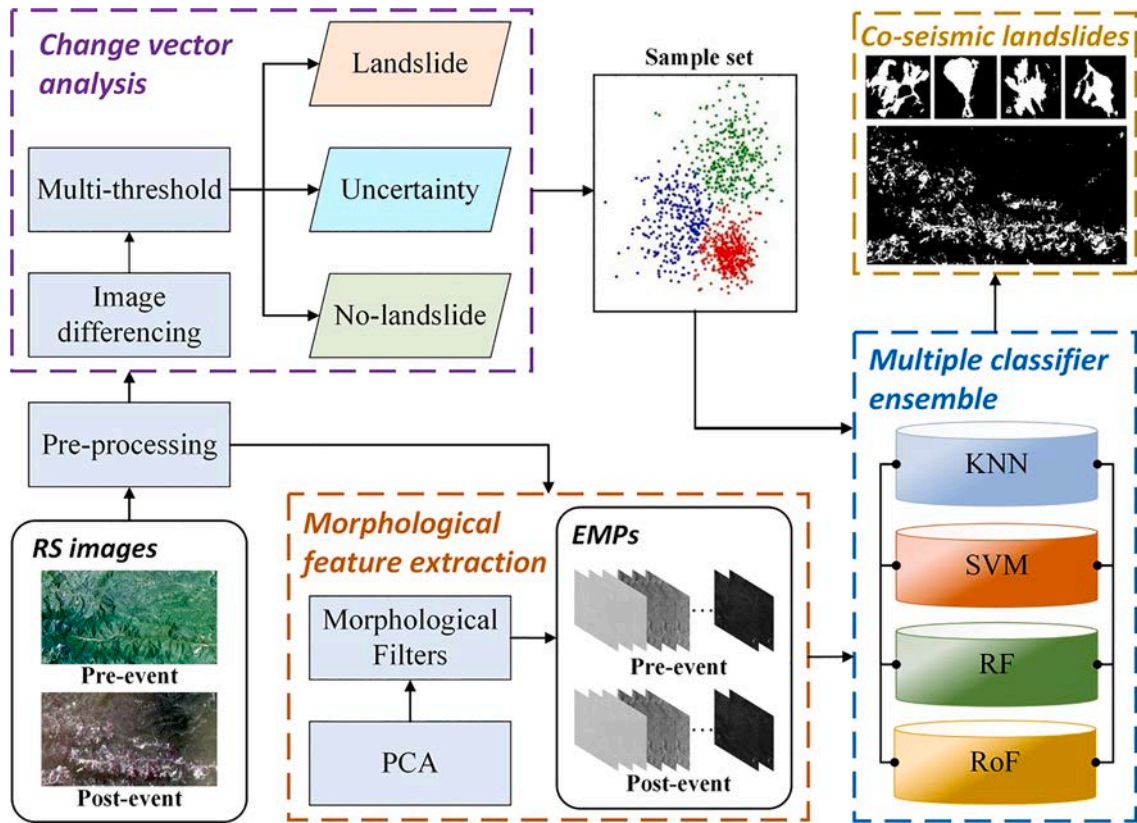 Change vector
analysis
Landslide
Multi-threshold
Uncertainty
Image
differencing
No-landslide
Sample set
Co-seismic landslides
Pre-processing
RS images
Pre-event
Post-event
Morphological
feature extraction
Morphological
Filters
PCA
EMPs
Pre-event
Post-event
Multiple classifier
ensemble
KNN
SVM
RF
RoF